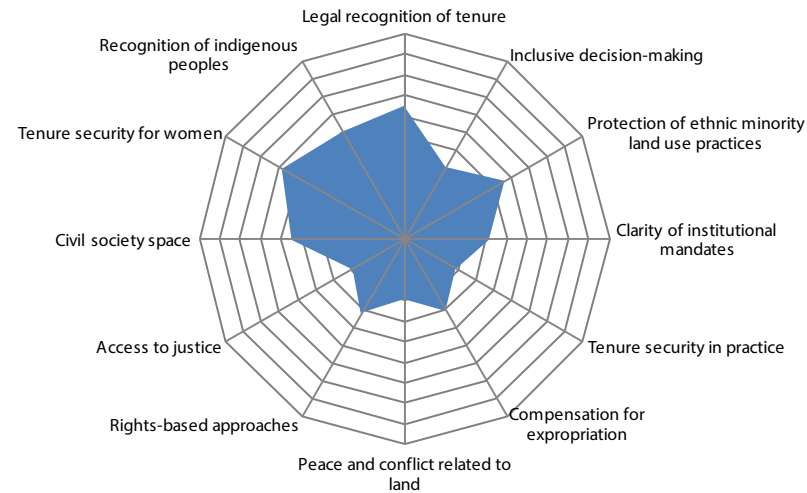 Legal recognition of tenure
Inclusive decision-making
Protection of ethnic minority
land use practices
Clarity of institutional
mandates
Tenure security in practice
Compensation for
expropriation
Peace and conflict related to
land
Rights-based approaches
Access to justice
Civil society space
Tenure security for women
Recognition of indigenous
peoples